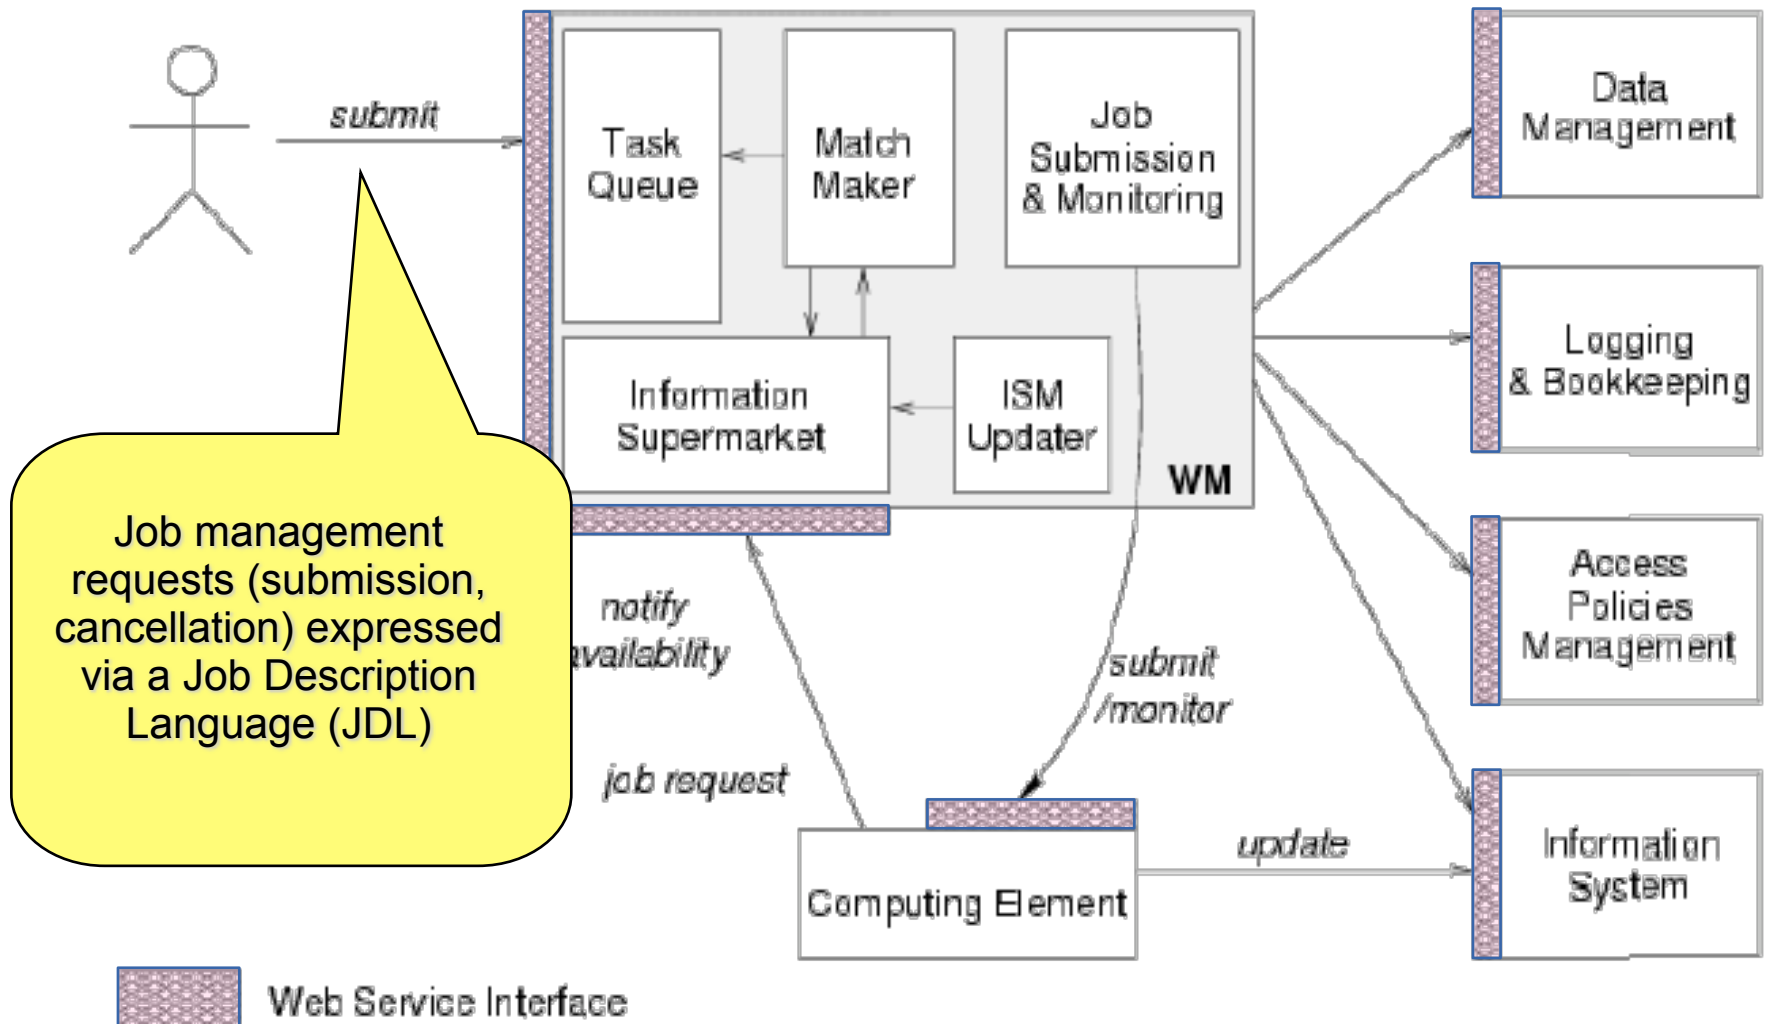 submit
Task
Queue
Match
Maker
Job
Submission
& Monitoring
Information
Supermarket
ISM
Updater
WM
Data
Management
Logging
& Bookkeeping
Access
Policies
Management
Information
System
Job management
requests (submission,
cancellation) expressed
via a Job Description
Language (JDL)
notify
availability
job request
submit
/monitor
update
Computing Element
Web Service Interface